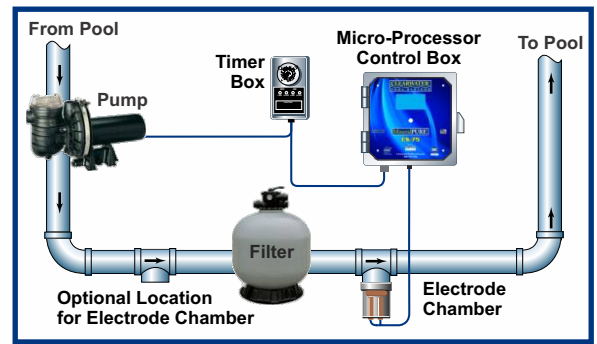 From Pool
Timer
Box
Micro-Processor
Control Box
To Pool
Pump
CLEARWATER
PURE
Filter
Optional Location
for Electrode Chamber
Electrode
Chamber